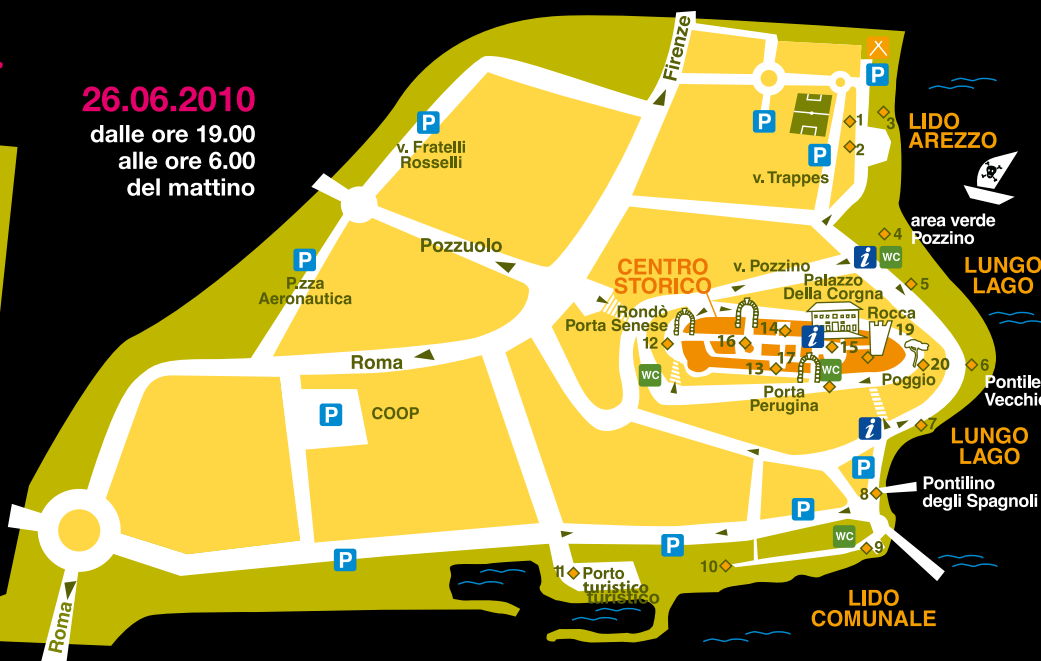 26.06.2010
dalle ore 19.00
alle ore 6.00
del mattino
Firenze
P
P
P
P
v. Fratelli
Rosselli
1
2
3
LIDO
AREZZO
v. Trappes
area verde
Pozzino
4
Pozzuolo
P
P.zza
Aeronautica
CENTRO
STORICO
v. Pozzino
i
WC
5
LUNGO
LAGO
Palazzo
Della Corgna
Rondò
Porta Senese
Rocca
19
12
16
14
i
15
17
13
WC
WC
20
Poggio
6
Pontile
Vecchio
Porta
Perugina
Roma
P
COOP
i
7
LUNGO
LAGO
P
8
Pontilino
degli Spagnoli
P
WC
9
P
P
10
11
Porto
turistico
turistico
LIDO
COMUNALE
Roma